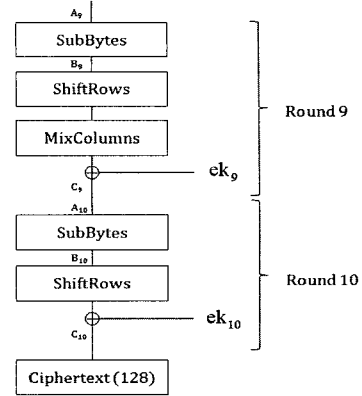 A₉
SubBytes
B₉
ShiftRows
Round 9
MixColumns
ek₉
C₉
A₁₀
SubBytes
B₁₀
ShiftRows
Round 10
ek₁₀
C₁₀
Ciphertext (128)